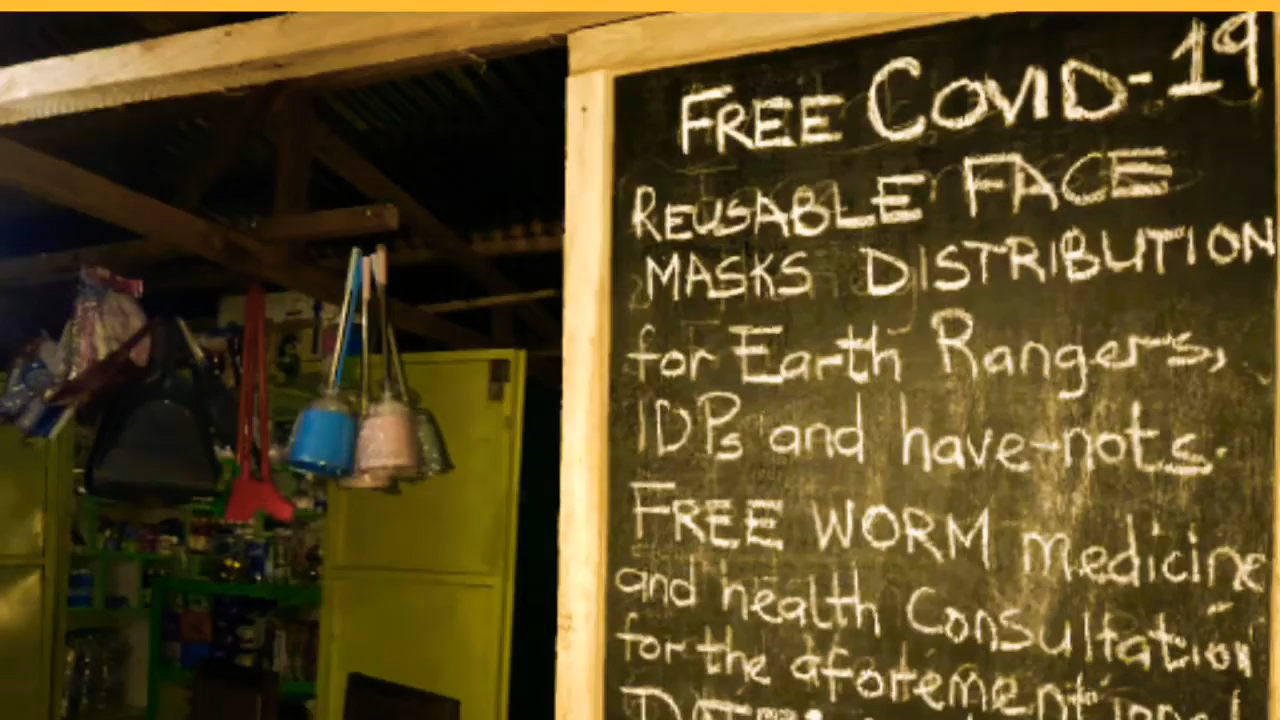 FREE COVID-19
REUSABLE FACE
MASKS DISTRIBUTION
for Earth Rangers,
IDPs and have-nots.
FREE WORM medicine
and health Consultation
for the aforementioned